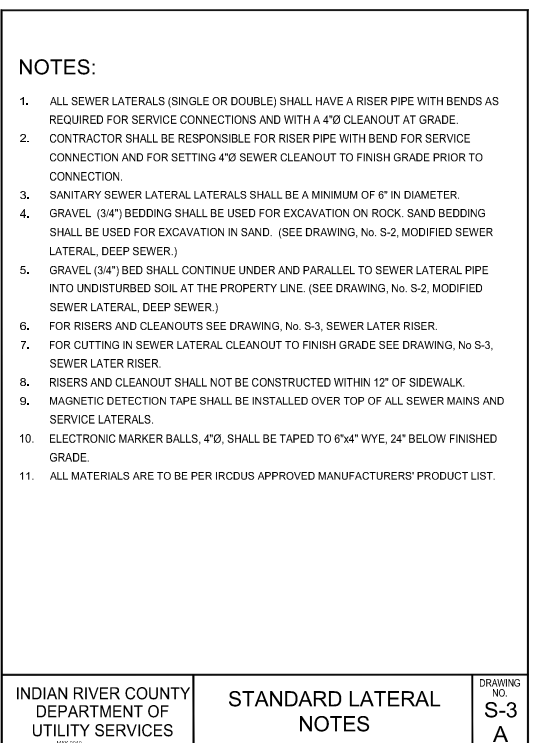 NOTES:
1. ALL SEWER LATERALS (SINGLE OR DOUBLE) SHALL HAVE A RISER PIPE WITH BENDS AS
REQUIRED FOR SERVICE CONNECTIONS AND WITH A 4"Ø CLEANOUT AT GRADE.
2. CONTRACTOR SHALL BE RESPONSIBLE FOR RISER PIPE WITH BEND FOR SERVICE
CONNECTION AND FOR SETTING 4"Ø SEWER CLEANOUT TO FINISH GRADE PRIOR TO
CONNECTION.
3. SANITARY SEWER LATERAL LATERALS SHALL BE A MINIMUM OF 6" IN DIAMETER.
4. GRAVEL (3/4") BEDDING SHALL BE USED FOR EXCAVATION ON ROCK. SAND BEDDING
SHALL BE USED FOR EXCAVATION IN SAND. (SEE DRAWING, No. S-2, MODIFIED SEWER
LATERAL, DEEP SEWER.)
5. GRAVEL (3/4") BED SHALL CONTINUE UNDER AND PARALLEL TO SEWER LATERAL PIPE
INTO UNDISTURBED SOIL AT THE PROPERTY LINE. (SEE DRAWING, No. S-2, MODIFIED
SEWER LATERAL, DEEP SEWER.)
6. FOR RISERS AND CLEANOUTS SEE DRAWING, No. S-3, SEWER LATER RISER.
7. FOR CUTTING IN SEWER LATERAL CLEANOUT TO FINISH GRADE SEE DRAWING, No S-3,
SEWER LATER RISER.
8. RISERS AND CLEANOUT SHALL NOT BE CONSTRUCTED WITHIN 12" OF SIDEWALK.
9. MAGNETIC DETECTION TAPE SHALL BE INSTALLED OVER TOP OF ALL SEWER MAINS AND
SERVICE LATERALS.
10. ELECTRONIC MARKER BALLS, 4"Ø, SHALL BE TAPED TO 6"x4" WYE, 24" BELOW FINISHED
GRADE.
11. ALL MATERIALS ARE TO BE PER IRCDUS APPROVED MANUFACTURERS' PRODUCT LIST.
INDIAN RIVER COUNTY
DEPARTMENT OF
UTILITY SERVICES
STANDARD LATERAL
NOTES
DRAWING
NO.
S-3
A